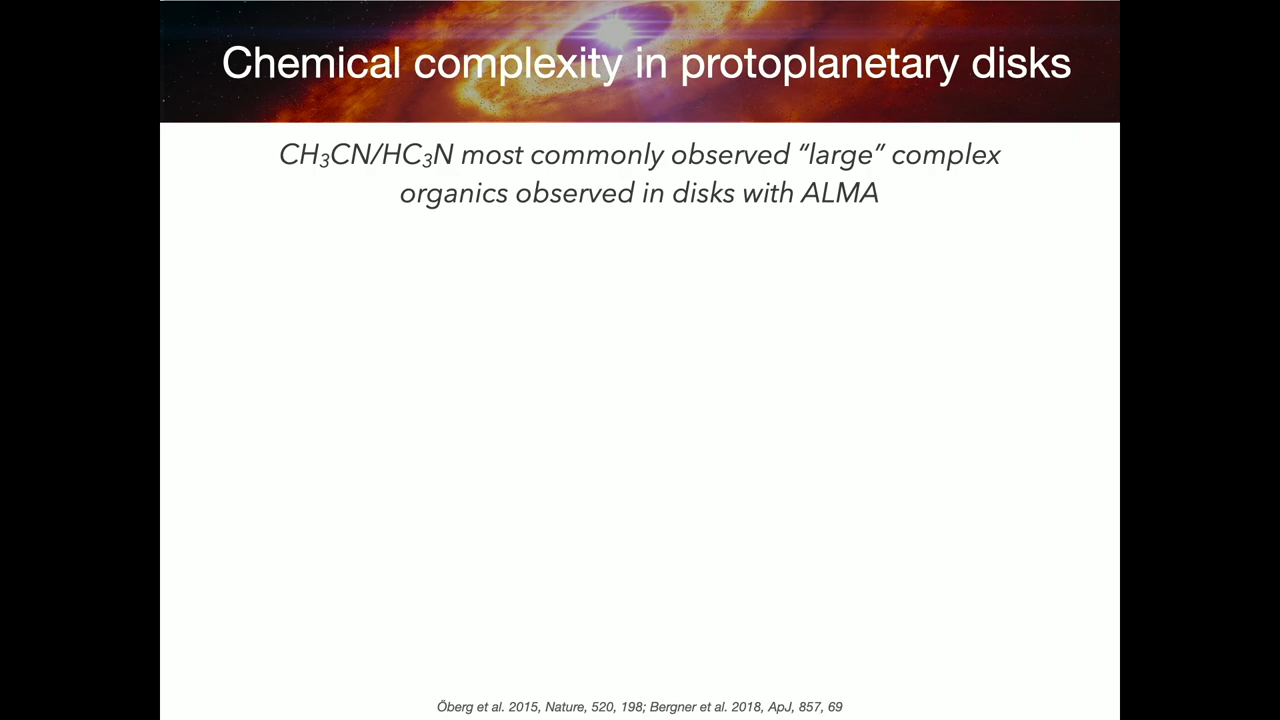 Chemical complexity in protoplanetary disks
CH₃CN/HC₃N most commonly observed “large” complex
organics observed in disks with ALMA
Öberg et al. 2015, Nature, 520, 198; Bergner et al. 2018, ApJ, 857, 69